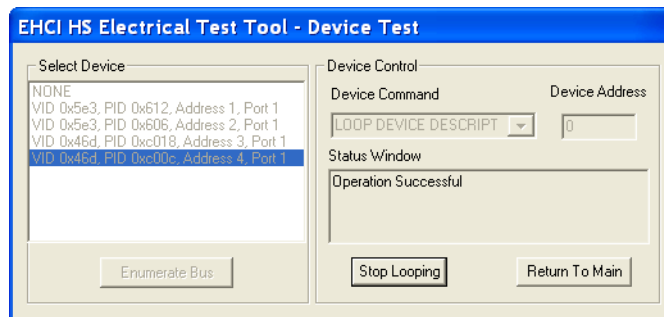 EHCI HS Electrical Test Tool - Device Test
Select Device
NONE
VID 0x5e3, PID 0x612, Address 1, Port 1
VID 0x5e3, PID 0x606, Address 2, Port 1
VID 0x46d, PID 0xc018, Address 3, Port 1
VID 0x46d, PID 0xc00c, Address 4, Port 1
Enumerate Bus
Device Control
Device Command
Device Address
LOOP DEVICE DESCRIPT
0
Status Window
Operation Successful
Stop Looping
Return To Main